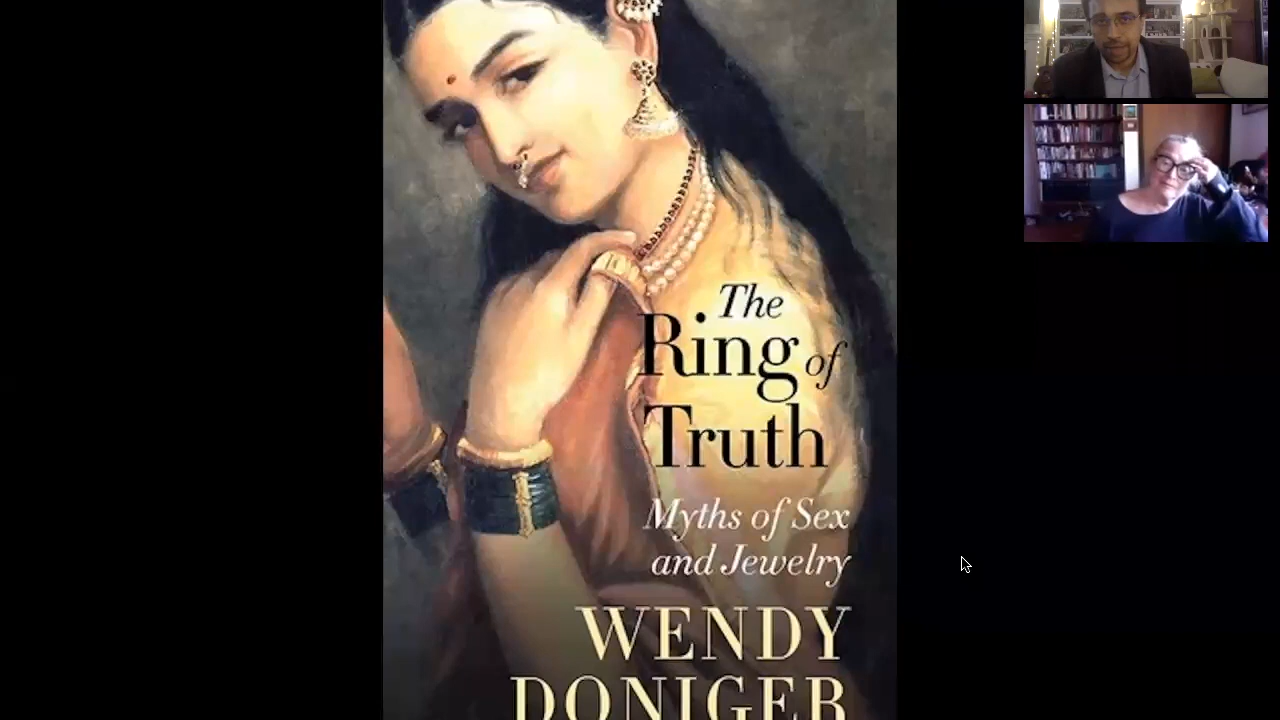 The
Ring of
Truth
Myths of Sex
and Jewelry
WENDY
DONIGER